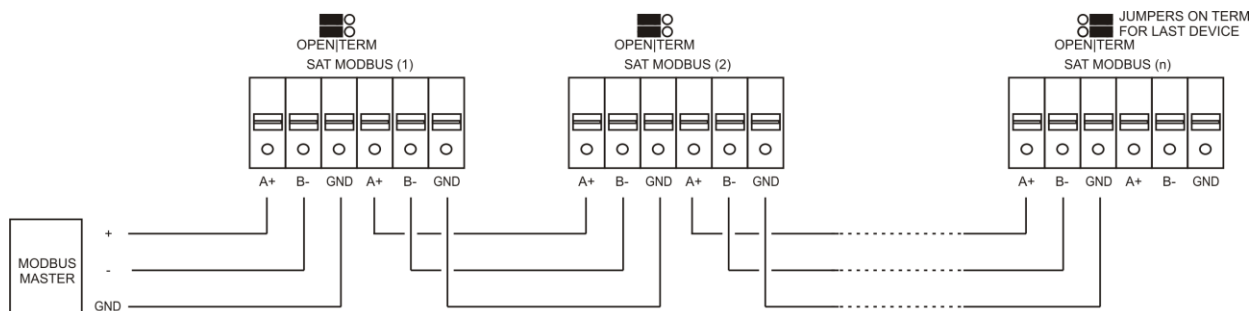 JUMPERS ON TERM
FOR LAST DEVICE
OPEN|TERM
OPEN|TERM
OPEN|TERM
SAT MODBUS (1)
SAT MODBUS (2)
SAT MODBUS (n)
A+ B- GND A+ B- GND
A+ B- GND A+ B- GND
A+ B- GND A+ B- GND
MODBUS
MASTER
+
-
GND